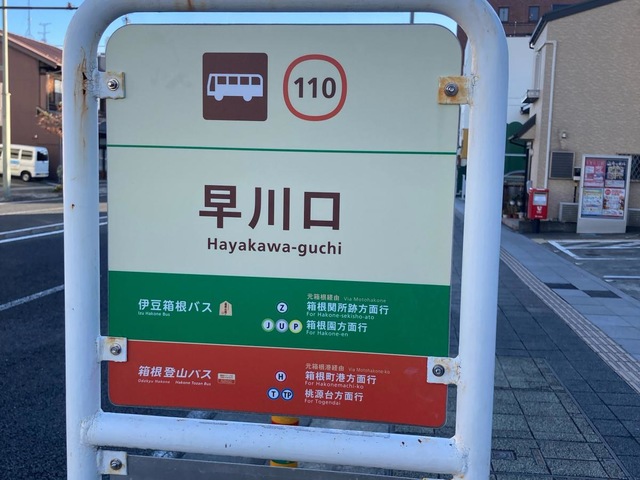 110
早川口
Hayakawa-guchi
伊豆箱根バス
Izu Hakone Bus
元箱根経由 Via Motohakone
Z 箱根関所跡方面行
For Hakone-sekisho-ato
J U P 箱根園方面行
For Hakone-en
箱根登山バス
Odakyu Hakone Hakone Tozan Bus
元箱根港経由 Via Motohakone-ko
H 箱根町港方面行
For Hakonemachi-ko
T TP 桃源台方面行
For Togendai